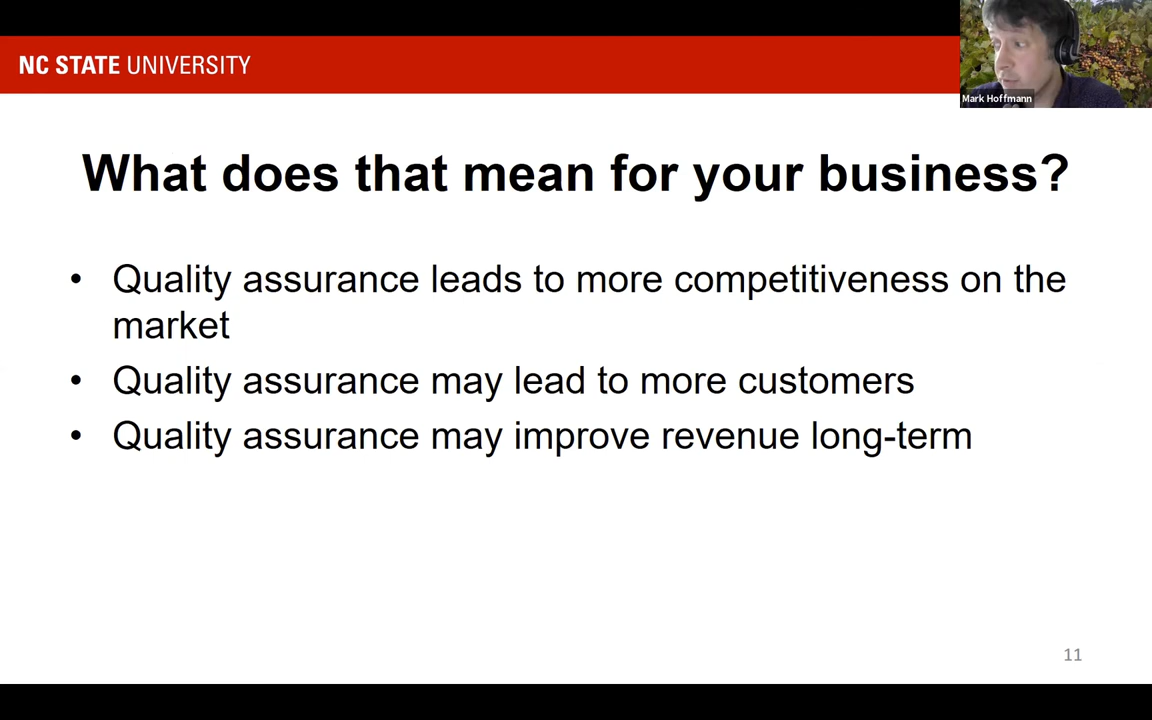 NC STATE UNIVERSITY
Mark Hoffmann
What does that mean for your business?
• Quality assurance leads to more competitiveness on the
market
• Quality assurance may lead to more customers
• Quality assurance may improve revenue long-term
11